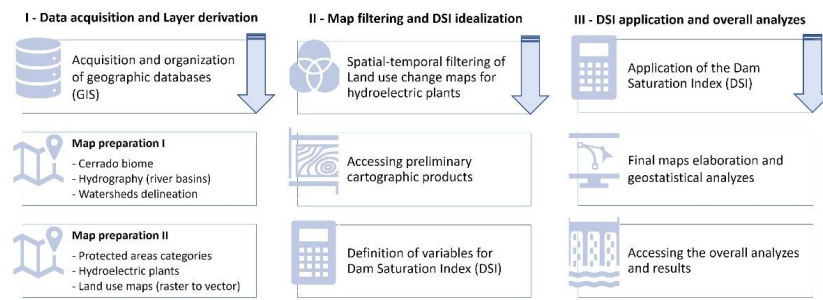 I - Data acquisition and Layer derivation
Acquisition and organization
of geographic databases
(GIS)
Map preparation I
- Cerrado biome
- Hydrography (river basins)
- Watersheds delineation
Map preparation II
- Protected areas categories
- Hydroelectric plants
- Land use maps (raster to vector)
II - Map filtering and DSI idealization
Spatial-temporal filtering of
Land use change maps for
hydroelectric plants
Accessing preliminary
cartographic products
Definition of variables for
Dam Saturation Index (DSI)
III - DSI application and overall analyzes
Application of the Dam
Saturation Index (DSI)
Final maps elaboration and
geostatistical analyzes
Accessing the overall analyzes
and results